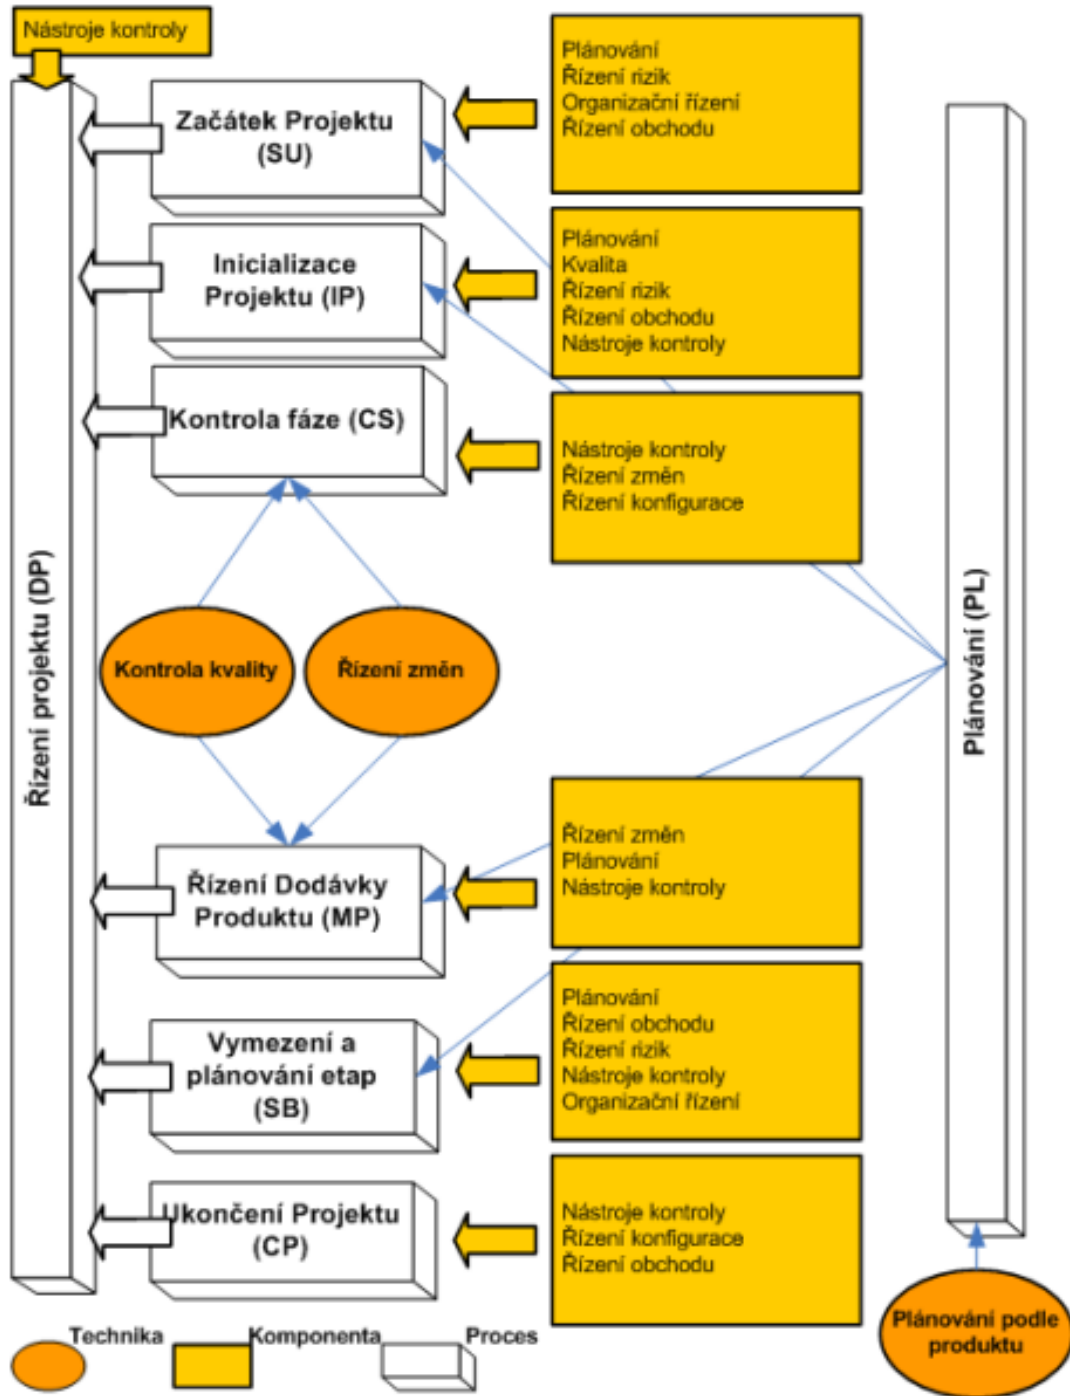 Nástroje kontroly
Začátek Projektu
(SU)
Plánování
Řízení rizik
Organizační řízení
Řízení obchodu
Inicializace
Projektu (IP)
Plánování
Kvalita
Řízení rizik
Řízení obchodu
Nástroje kontroly
Kontrola fáze (CS)
Nástroje kontroly
Řízení změn
Řízení konfigurace
Řízení projektu (DP)
Kontrola kvality
Řízení změn
Plánování (PL)
Řízení Dodávky
Produktu (MP)
Řízení změn
Plánování
Nástroje kontroly
Vymezení a
plánování etap
(SB)
Plánování
Řízení obchodu
Řízení rizik
Nástroje kontroly
Organizační řízení
Ukončení Projektu
(CP)
Nástroje kontroly
Řízení konfigurace
Řízení obchodu
Plánování podle
produktu
Technika
Komponenta
Proces